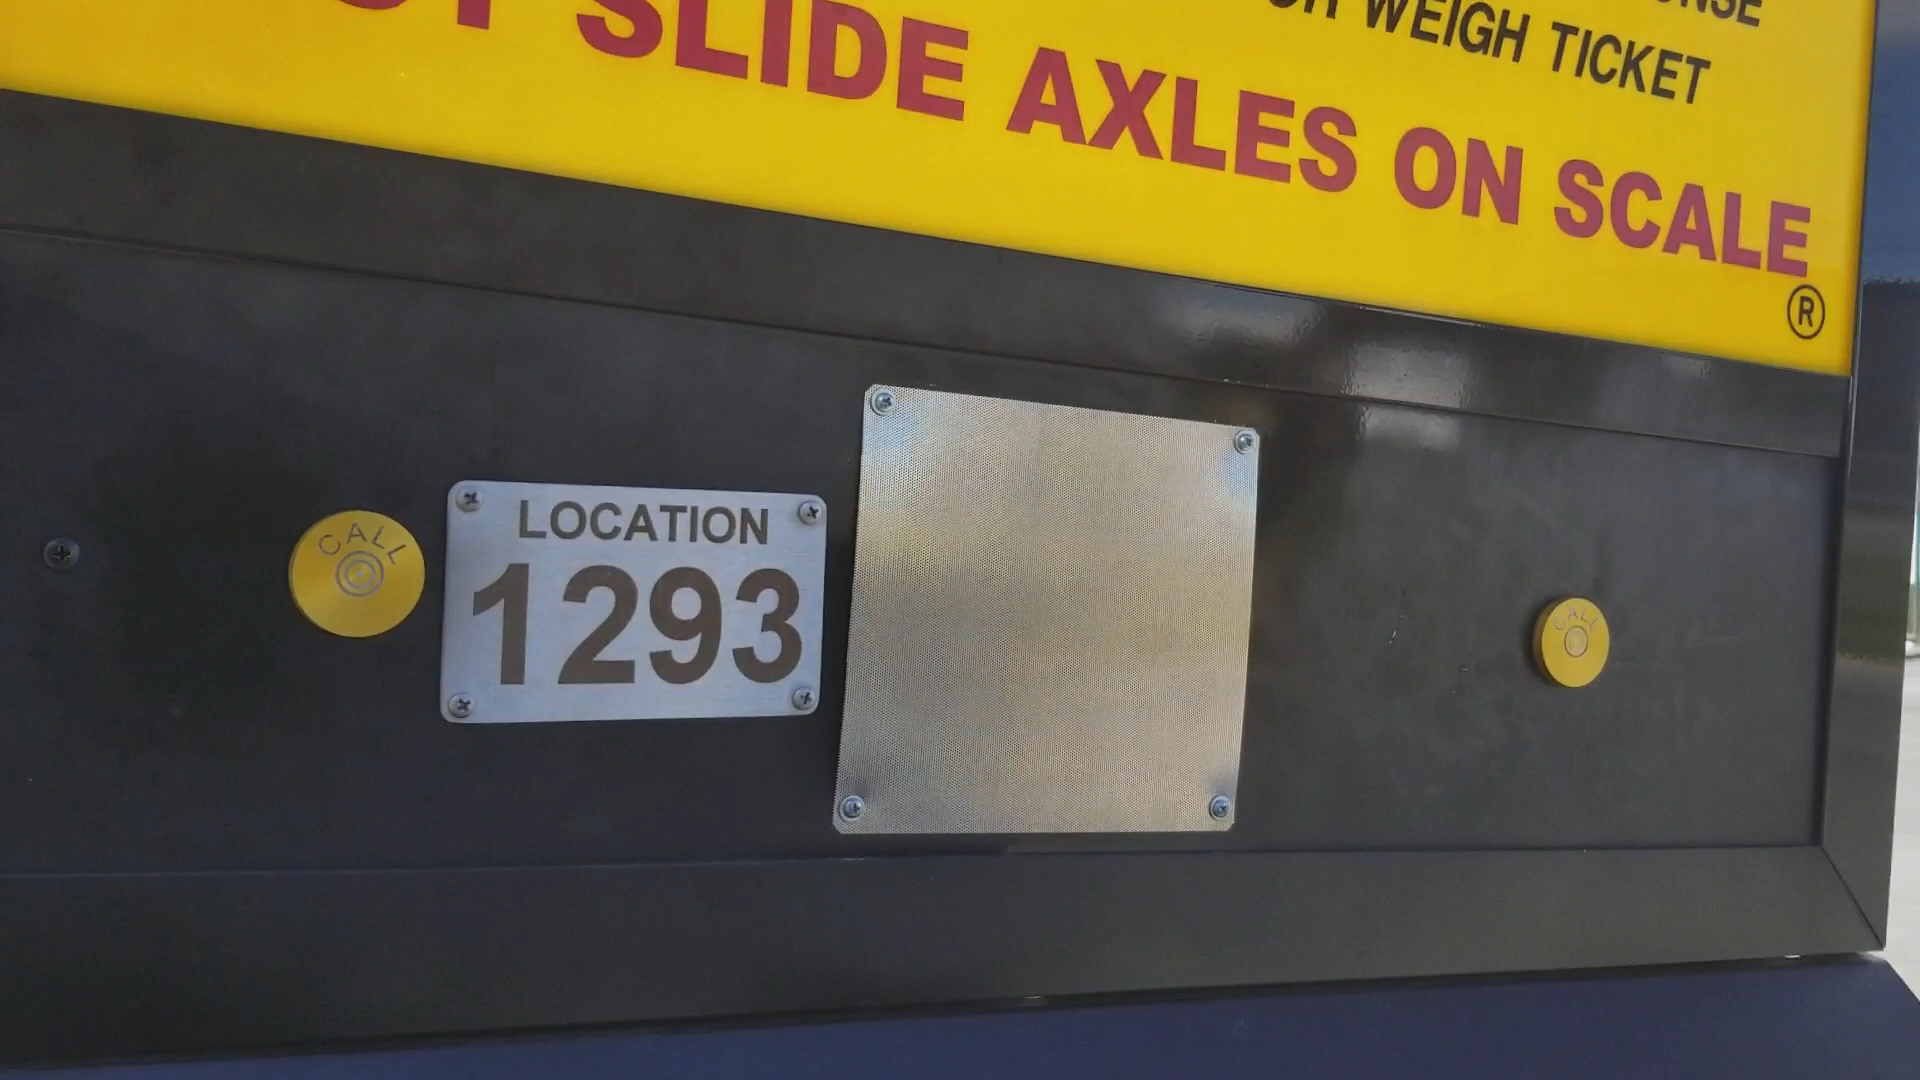 WEIGH TICKET
SLIDE AXLES ON SCALE
®
CALL
LOCATION
1293
CALL